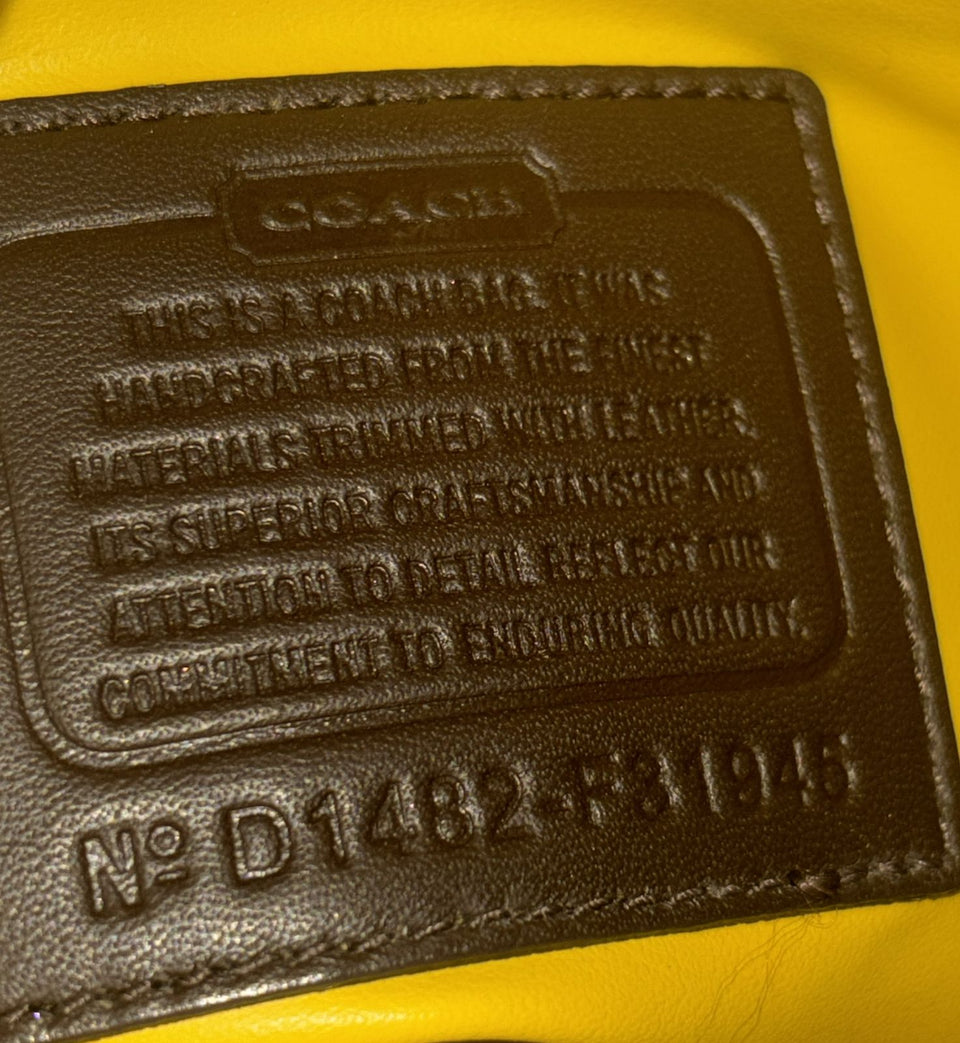 COACH
THIS IS A COACH BAG. IT WAS
HANDCRAFTED FROM THE FINEST
MATERIALS TRIMMED WITH LEATHER.
ITS SUPERIOR CRAFTSMANSHIP AND
ATTENTION TO DETAIL REFLECT OUR
COMMITMENT TO ENDURING QUALITY.
Nº D1482-F31945